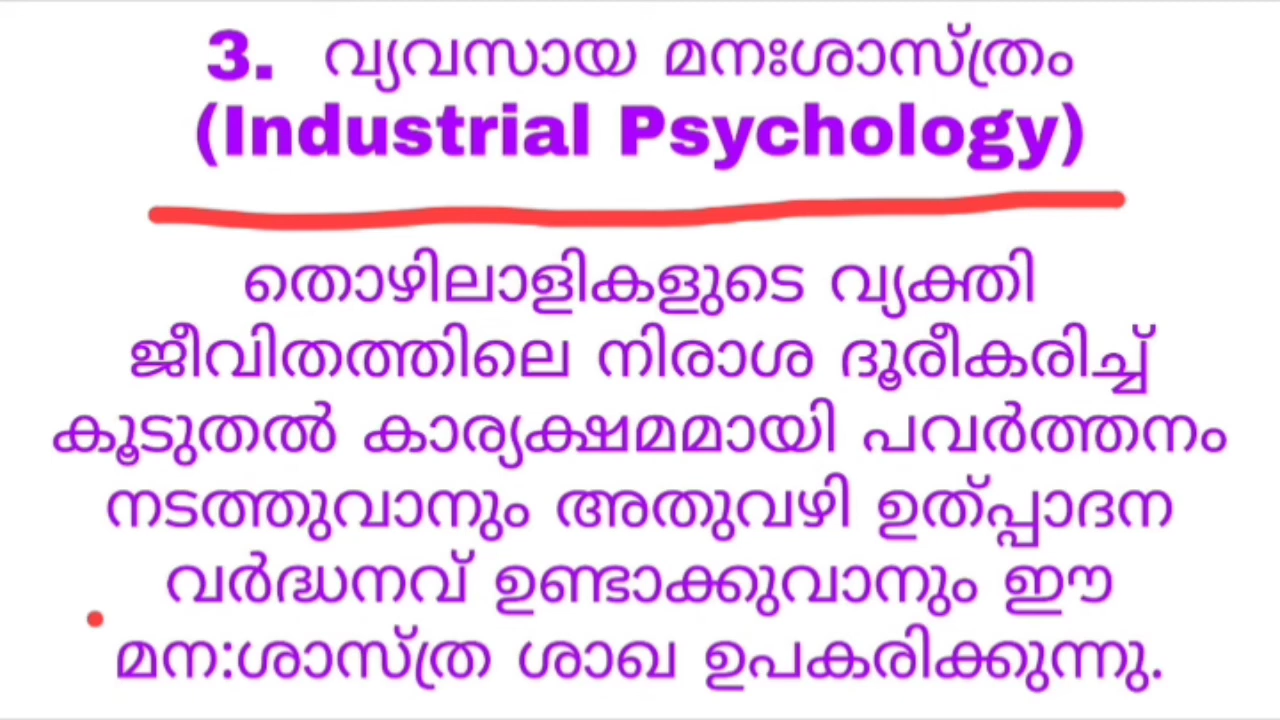 3. വ്യവസായ മനഃശാസ്ത്രം
(Industrial Psychology)
തൊഴിലാളികളുടെ വ്യക്തി
ജീവിതത്തിലെ നിരാശ ദൂരീകരിച്ച്
കൂടുതൽ കാര്യക്ഷമമായി പവർത്തനം
നടത്തുവാനും അതുവഴി ഉത്പ്പാദന
വർദ്ധനവ് ഉണ്ടാക്കുവാനും ഈ
മന:ശാസ്ത്ര ശാഖ ഉപകരിക്കുന്നു.